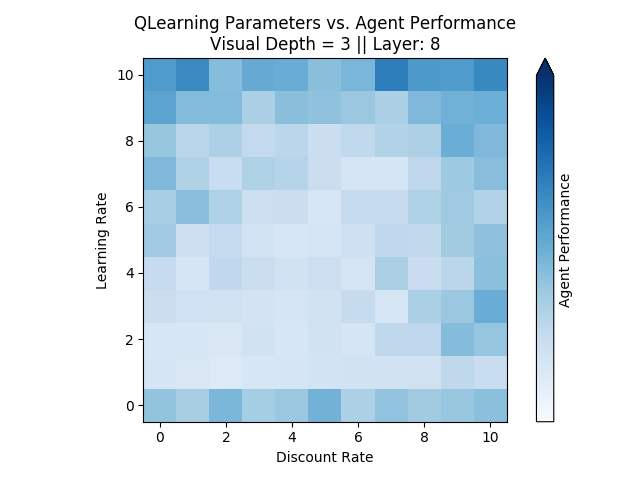 QLearning Parameters vs. Agent Performance
Visual Depth = 3 || Layer: 8
10
8
6
4
2
0
Learning Rate
0 2 4 6 8 10
Discount Rate
Agent Performance